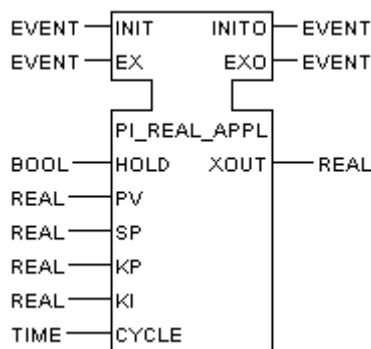 EVENT INIT INITO EVENT
EVENT EX EXO EVENT
PI_REAL_APPL
BOOL HOLD XOUT REAL
REAL PV
REAL SP
REAL KP
REAL KI
TIME CYCLE